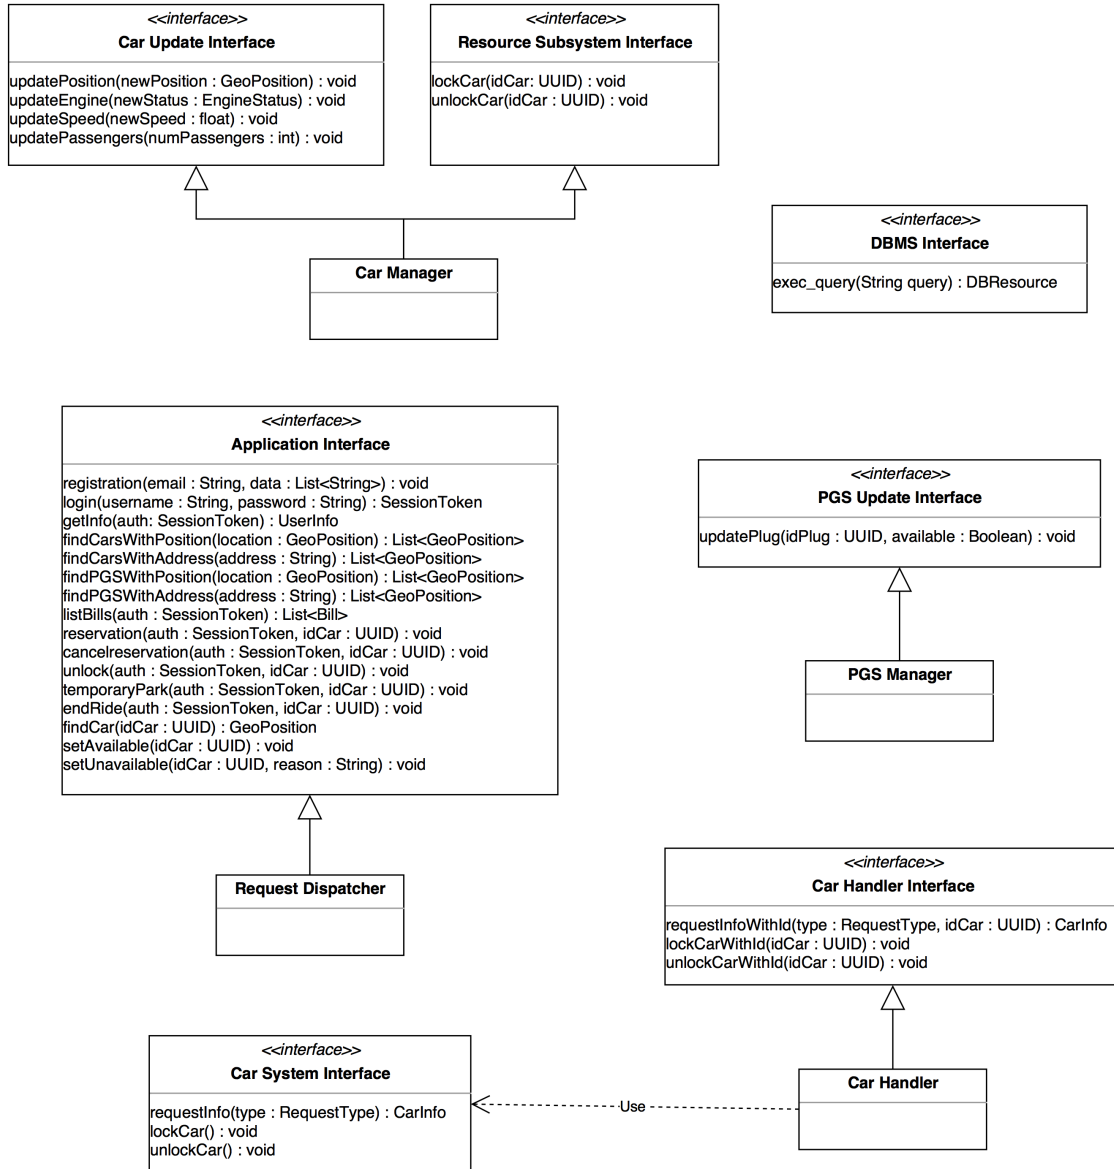 <<interface>>
Car Update Interface
updatePosition(newPosition : GeoPosition) : void
updateEngine(newStatus : EngineStatus) : void
updateSpeed(newSpeed : float) : void
updatePassengers(numPassengers : int) : void
<<interface>>
Resource Subsystem Interface
lockCar(idCar: UUID) : void
unlockCar(idCar : UUID) : void
Car Manager
<<interface>>
DBMS Interface
exec_query(String query) : DBResource
<<interface>>
Application Interface
registration(email : String, data : List<String>) : void
login(username : String, password : String) : SessionToken
getInfo(auth: SessionToken) : UserInfo
findCarsWithPosition(location : GeoPosition) : List<GeoPosition>
findCarsWithAddress(address : String) : List<GeoPosition>
findPGSWithPosition(location : GeoPosition) : List<GeoPosition>
findPGSWithAddress(address : String) : List<GeoPosition>
listBills(auth : SessionToken) : List<Bill>
reservation(auth : SessionToken, idCar : UUID) : void
cancelreservation(auth : SessionToken, idCar : UUID) : void
unlock(auth : SessionToken, idCar : UUID) : void
temporaryPark(auth : SessionToken, idCar : UUID) : void
endRide(auth : SessionToken, idCar : UUID) : void
findCar(idCar : UUID) : GeoPosition
setAvailable(idCar : UUID) : void
setUnavailable(idCar : UUID, reason : String) : void
Request Dispatcher
<<interface>>
PGS Update Interface
updatePlug(idPlug : UUID, available : Boolean) : void
PGS Manager
<<interface>>
Car Handler Interface
requestInfoWithId(type : RequestType, idCar : UUID) : CarInfo
lockCarWithId(idCar : UUID) : void
unlockCarWithId(idCar : UUID) : void
Car Handler
Use
<<interface>>
Car System Interface
requestInfo(type : RequestType) : CarInfo
lockCar() : void
unlockCar() : void